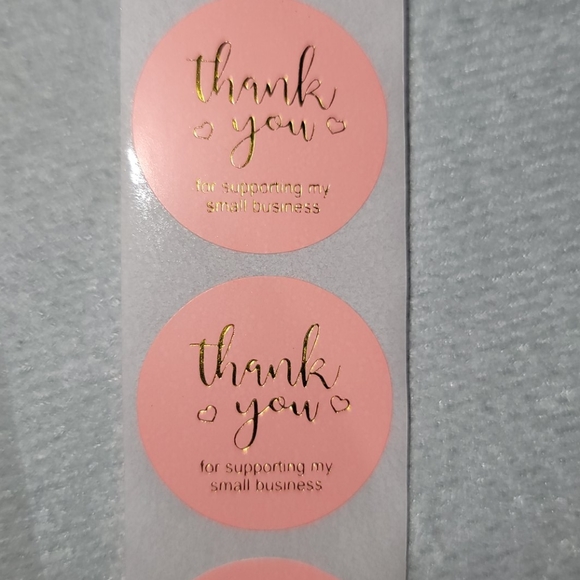 thank
you
for supporting my
small business
thank
you
for supporting my
small business